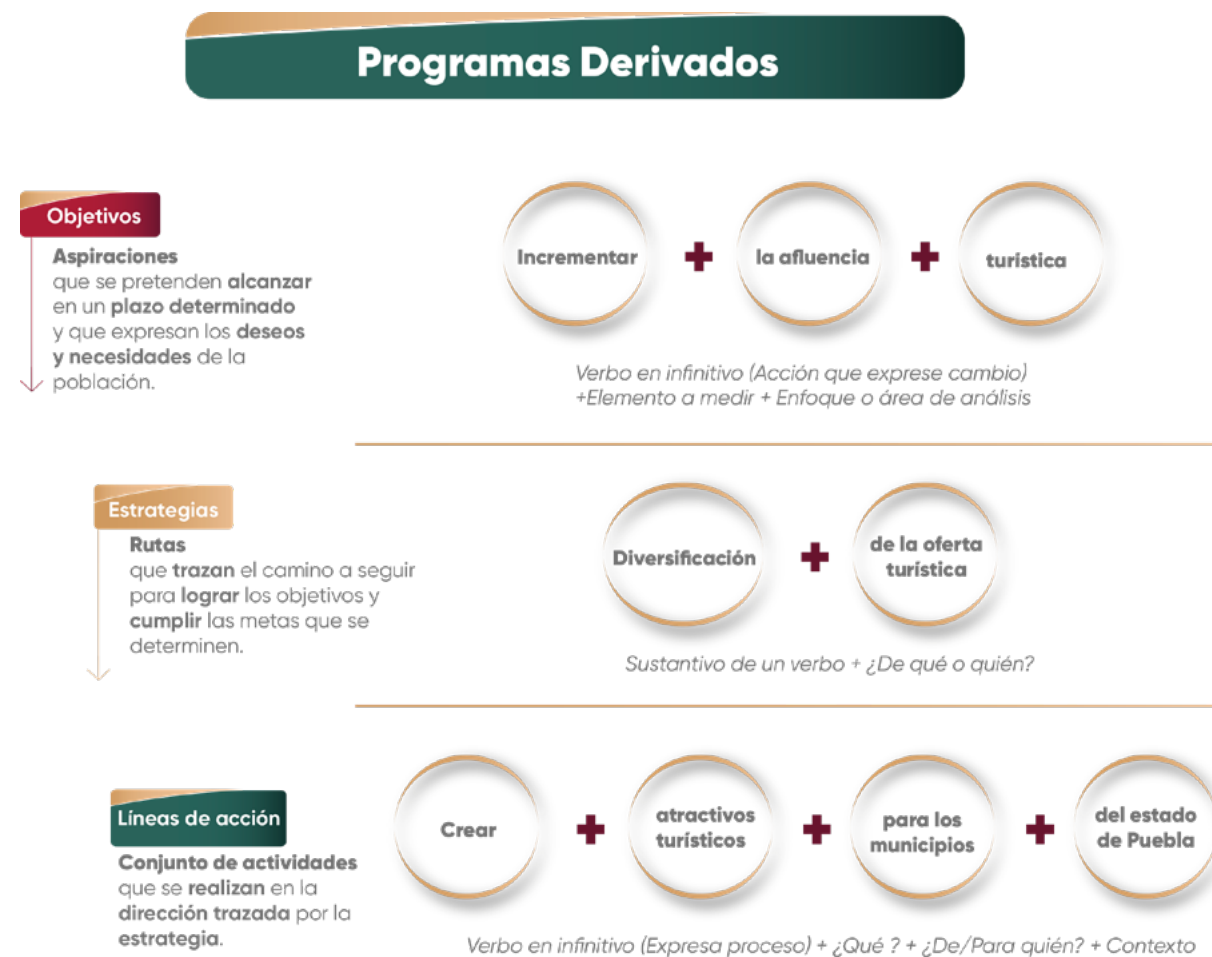 Programas Derivados
Objetivos
Aspiraciones
que se pretenden alcanzar
en un plazo determinado
y que expresan los deseos
y necesidades de la
población.
Incrementar + la afluencia + turística
Verbo en infinitivo (Acción que exprese cambio)
+Elemento a medir + Enfoque o área de análisis
Estrategias
Rutas
que trazan el camino a seguir
para lograr los objetivos y
cumplir las metas que se
determinen.
Diversificación + de la oferta
turística
Sustantivo de un verbo + ¿De qué o quién?
Líneas de acción
Conjunto de actividades
que se realizan en la
dirección trazada por la
estrategia.
Crear + atractivos
turísticos + para los
municipios + del estado
de Puebla
Verbo en infinitivo (Expresa proceso) + ¿Qué ? + ¿De/Para quién? + Contexto